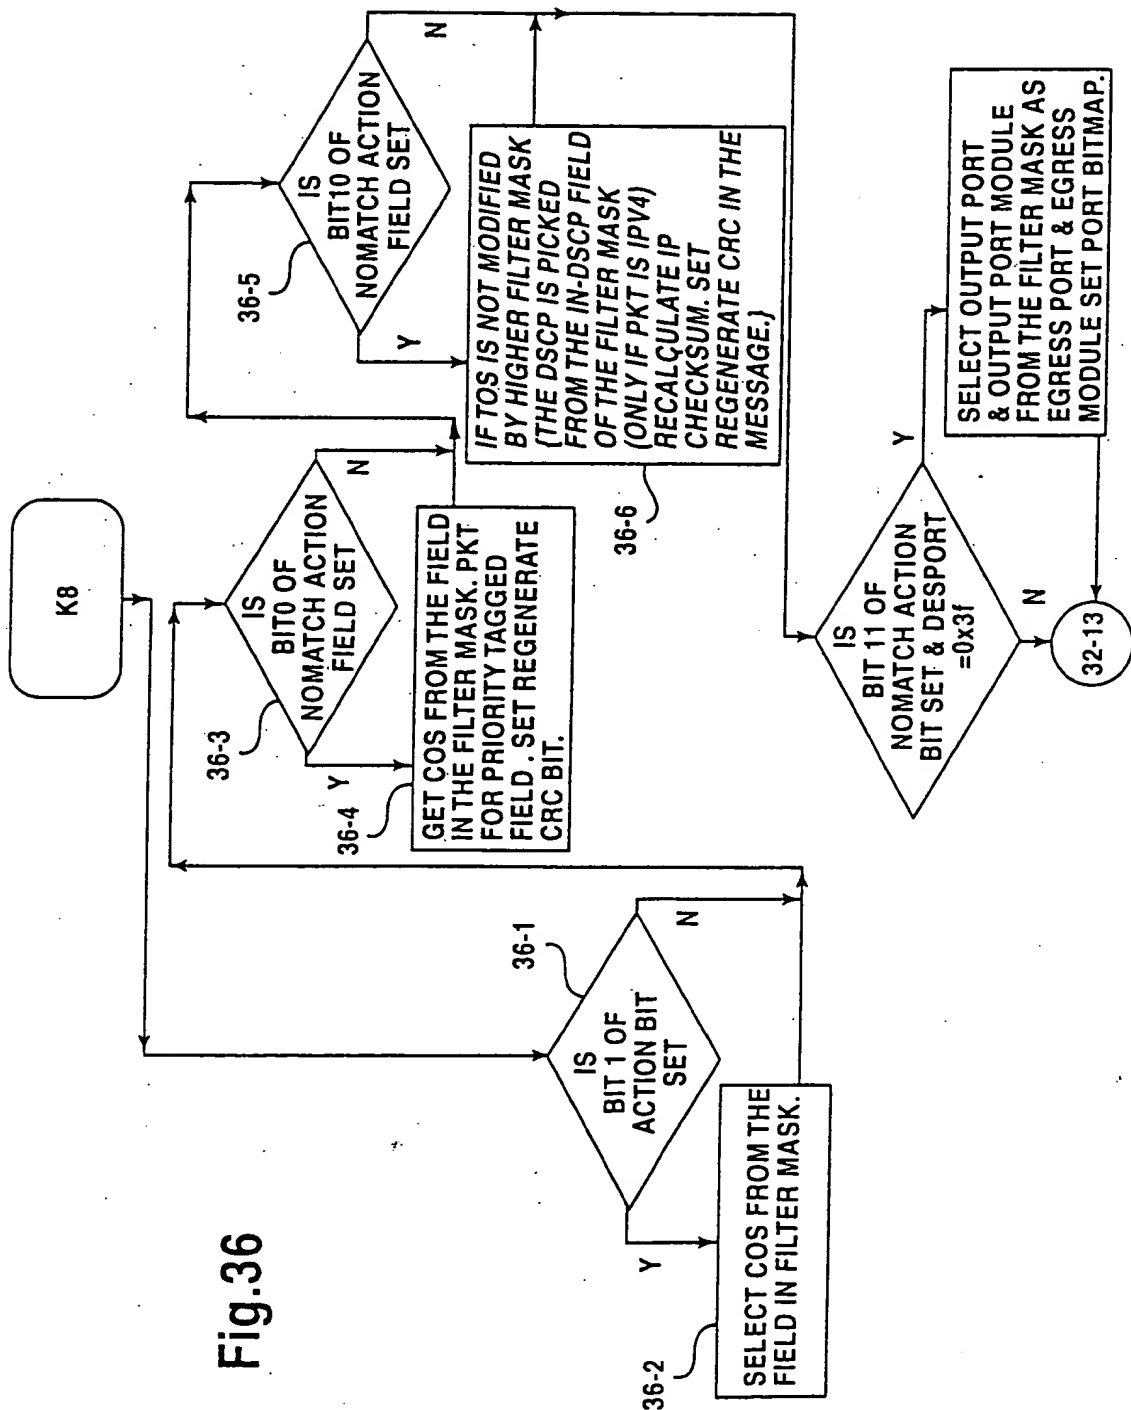 Fig.36
K8
36-1
IS
BIT 1 OF
ACTION BIT
SET
Y
N
36-2
SELECT COS FROM THE
FIELD IN FILTER MASK.
36-3
IS
BIT0 OF
NOMATCH ACTION
FIELD SET
Y
N
36-4
GET COS FROM THE FIELD
IN THE FILTER MASK. PKT
FOR PRIORITY TAGGED
FIELD . SET REGENERATE
CRC BIT.
36-5
IS
BIT10 OF
NOMATCH ACTION
FIELD SET
Y
N
36-6
IF TOS IS NOT MODIFIED
BY HIGHER FILTER MASK
{THE DSCP IS PICKED
FROM THE IN-DSCP FIELD
OF THE FILTER MASK
(ONLY IF PKT IS IPV4)
RECALCULATE IP
CHECKSUM. SET
REGENERATE CRC IN THE
MESSAGE.}
IS
BIT 11 OF
NOMATCH ACTION
BIT SET & DESPORT
=0x3f
Y
N
SELECT OUTPUT PORT
& OUTPUT PORT MODULE
FROM THE FILTER MASK AS
EGRESS PORT & EGRESS
MODULE SET PORT BITMAP.
32-13